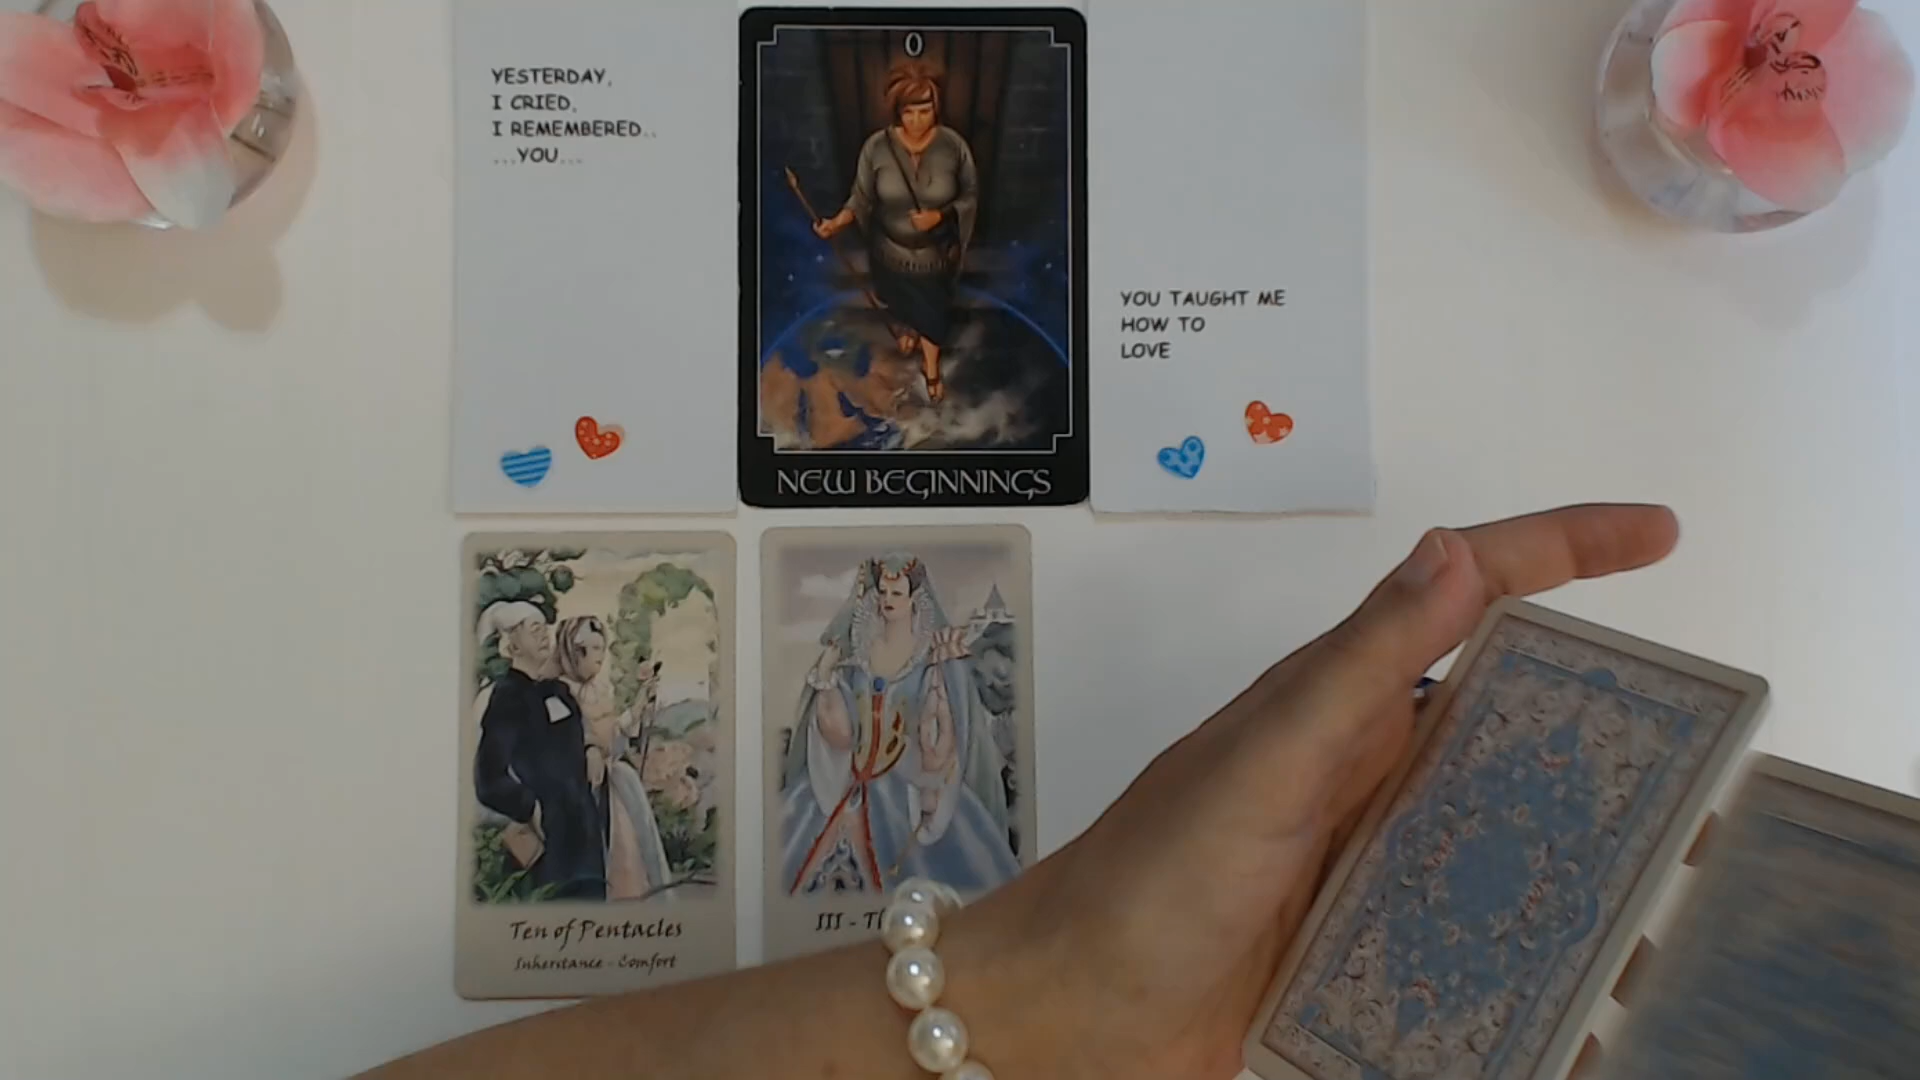 YESTERDAY,
I CRIED,
I REMEMBERED..
...YOU...
0
NEW BEGINNINGS
YOU TAUGHT ME
HOW TO
LOVE
Ten of Pentacles
Inheritance - Comfort
III -